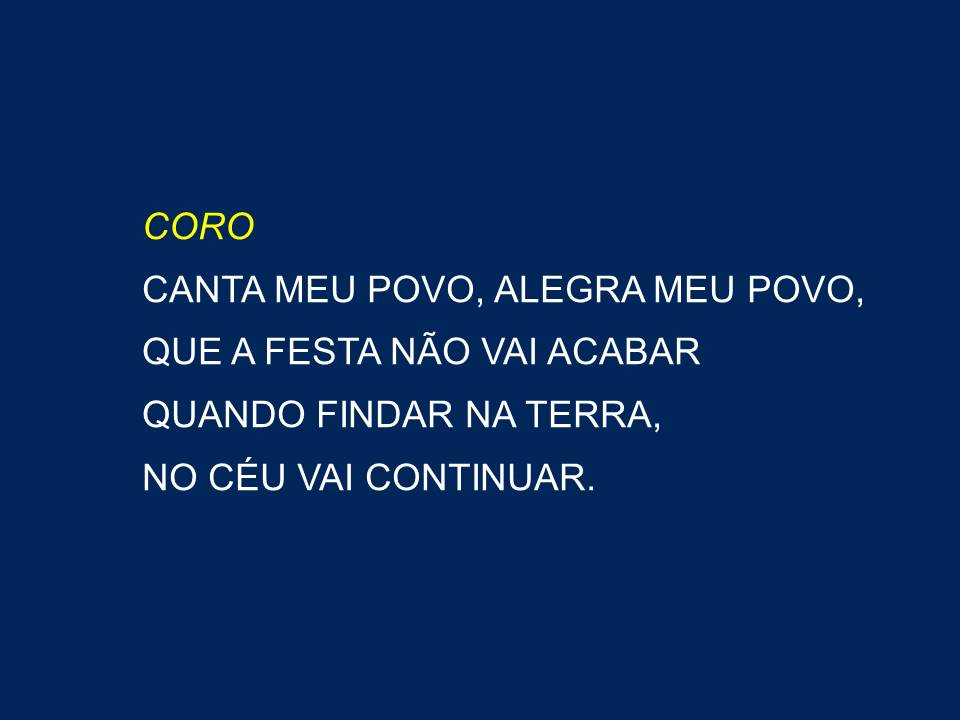 CORO
CANTA MEU POVO, ALEGRA MEU POVO,
QUE A FESTA NÃO VAI ACABAR
QUANDO FINDAR NA TERRA,
NO CÉU VAI CONTINUAR.